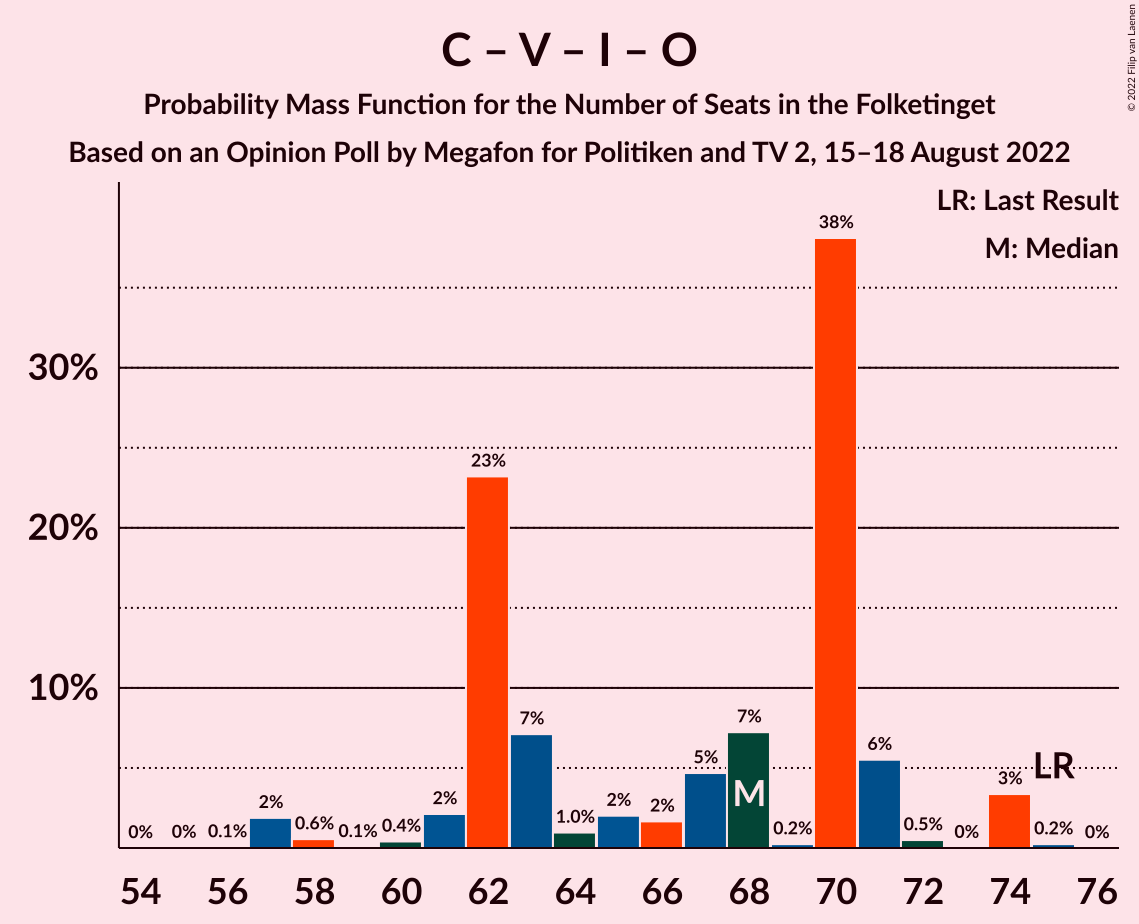 C – V – I – O
Probability Mass Function for the Number of Seats in the Folketinget
Based on an Opinion Poll by Megafon for Politiken and TV 2, 15–18 August 2022
© 2022 Filip van Laenen
LR: Last Result
M: Median
30%
20%
10%
0%
0%
0.1%
2%
0.6%
0.1%
0.4%
2%
23%
7%
1.0%
2%
2%
5%
7%
0.2%
38%
6%
0.5%
0%
3%
0.2%
0%
M
LR
54 56 58 60 62 64 66 68 70 72 74 76